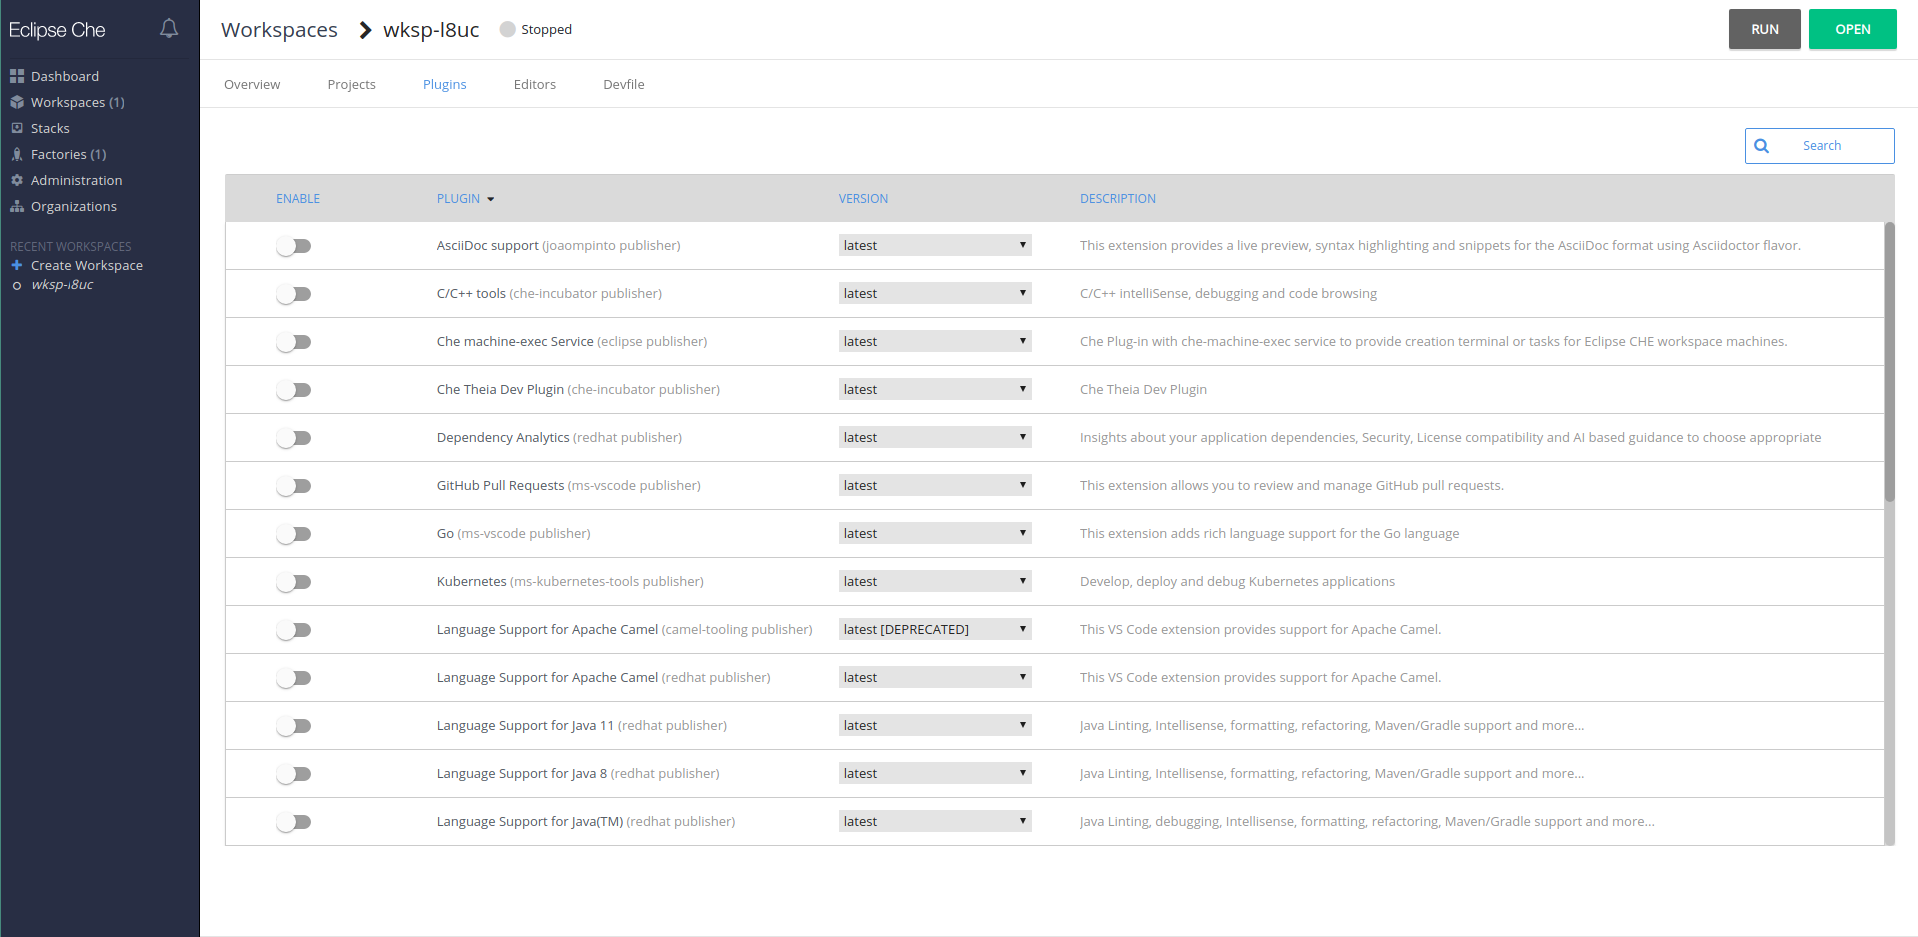 Eclipse Che
Dashboard
Workspaces (1)
Stacks
Factories (1)
Administration
Organizations
RECENT WORKSPACES
Create Workspace
wksp-l8uc
Workspaces wksp-l8uc Stopped RUN OPEN
Overview Projects Plugins Editors Devfile
Search
ENABLE PLUGIN VERSION DESCRIPTION
AsciiDoc support (joaompinto publisher) latest This extension provides a live preview, syntax highlighting and snippets for the AsciiDoc format using Asciidoctor flavor.
C/C++ tools (che-incubator publisher) latest C/C++ intelliSense, debugging and code browsing
Che machine-exec Service (eclipse publisher) latest Che Plug-in with che-machine-exec service to provide creation terminal or tasks for Eclipse CHE workspace machines.
Che Theia Dev Plugin (che-incubator publisher) latest Che Theia Dev Plugin
Dependency Analytics (redhat publisher) latest Insights about your application dependencies, Security, License compatibility and AI based guidance to choose appropriate
GitHub Pull Requests (ms-vscode publisher) latest This extension allows you to review and manage GitHub pull requests.
Go (ms-vscode publisher) latest This extension adds rich language support for the Go language
Kubernetes (ms-kubernetes-tools publisher) latest Develop, deploy and debug Kubernetes applications
Language Support for Apache Camel (camel-tooling publisher) latest [DEPRECATED] This VS Code extension provides support for Apache Camel.
Language Support for Apache Camel (redhat publisher) latest This VS Code extension provides support for Apache Camel.
Language Support for Java 11 (redhat publisher) latest Java Linting, Intellisense, formatting, refactoring, Maven/Gradle support and more...
Language Support for Java 8 (redhat publisher) latest Java Linting, Intellisense, formatting, refactoring, Maven/Gradle support and more...
Language Support for Java(TM) (redhat publisher) latest Java Linting, debugging, Intellisense, formatting, refactoring, Maven/Gradle support and more...